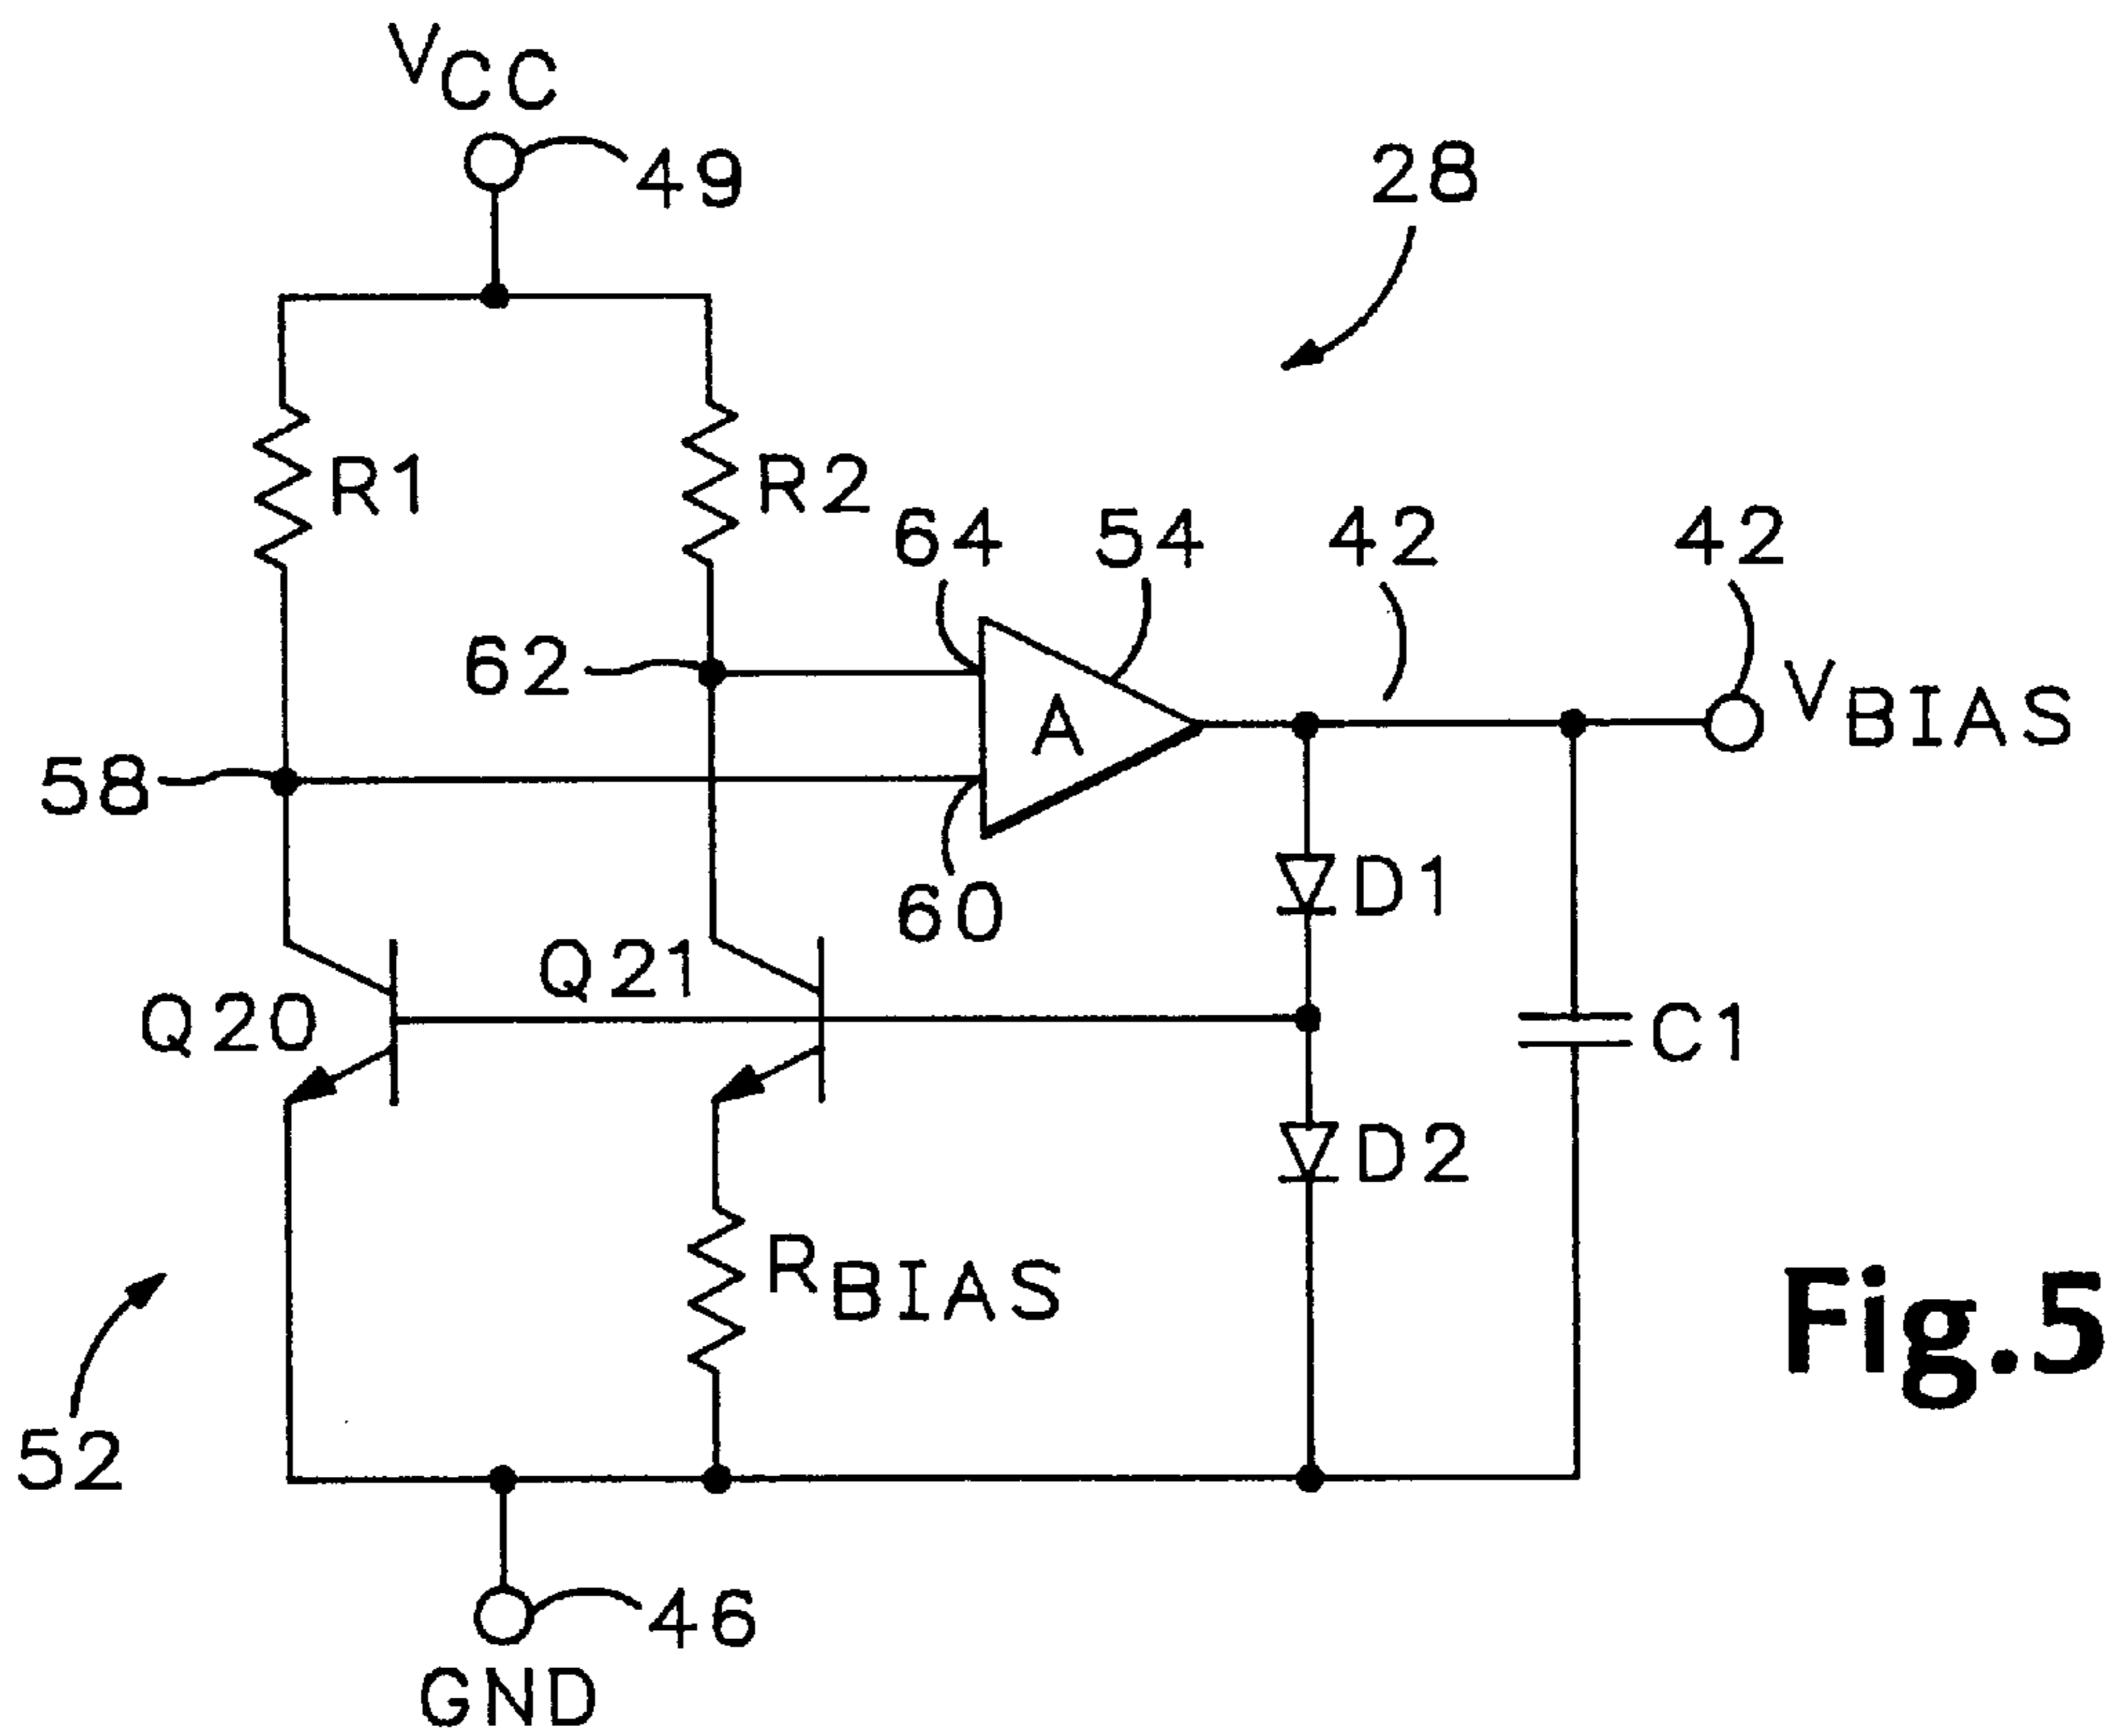 VCC
49
28
R1
R2
64
54
42
42
62
A
VBIAS
58
60
D1
Q21
Q20
C1
D2
RBIAS
Fig.5
52
46
GND